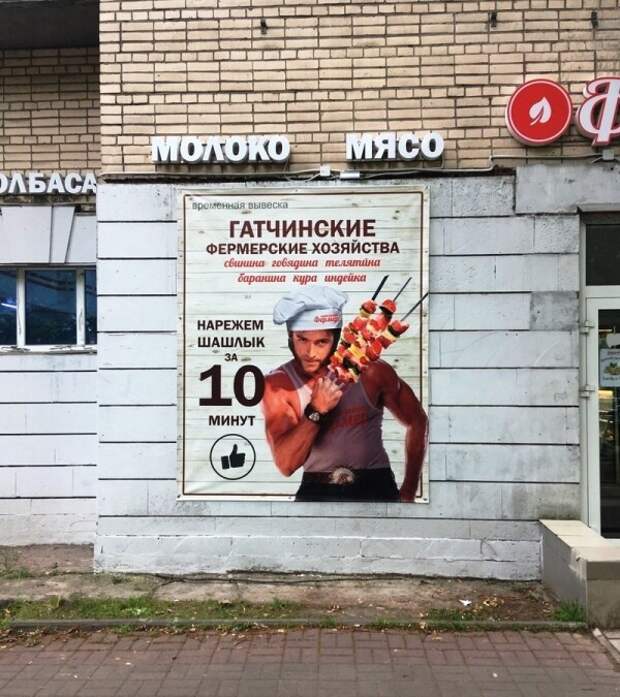 МОЛОКО МЯСО
ОЛБАСА
временная вывеска
ГАТЧИНСКИЕ
ФЕРМЕРСКИЕ ХОЗЯЙСТВА
свинина говядина телятина
баранина кура индейка
НАРЕЖЕМ
ШАШЛЫК
ЗА
10
МИНУТ